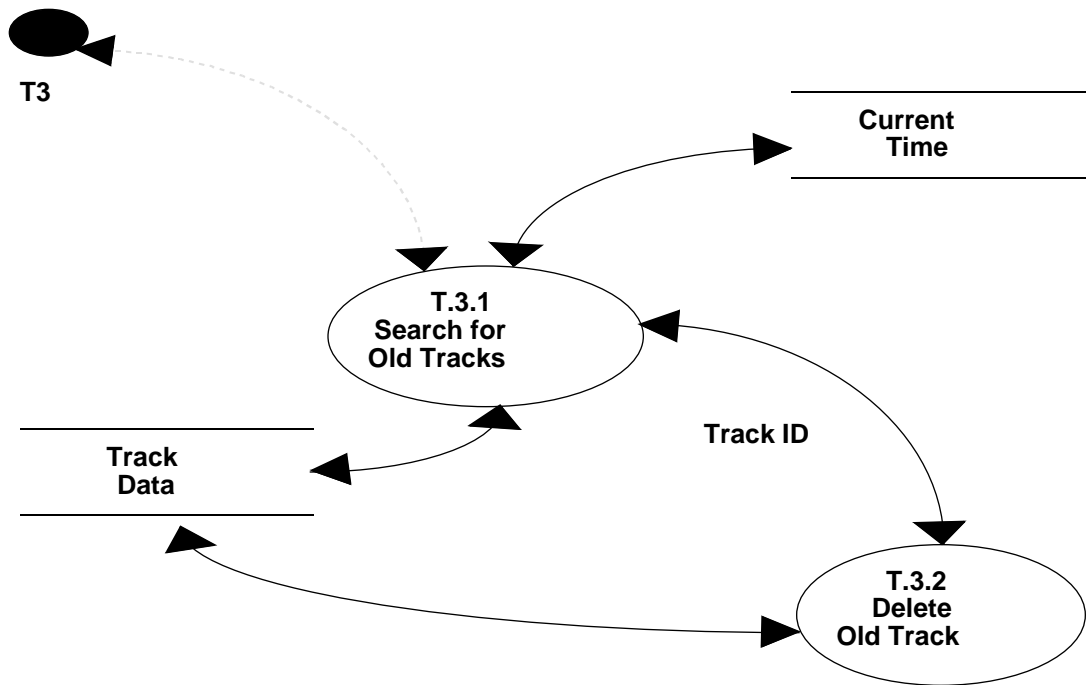 T3
Current
Time
T.3.1
Search for
Old Tracks
Track ID
Track
Data
T.3.2
Delete
Old Track